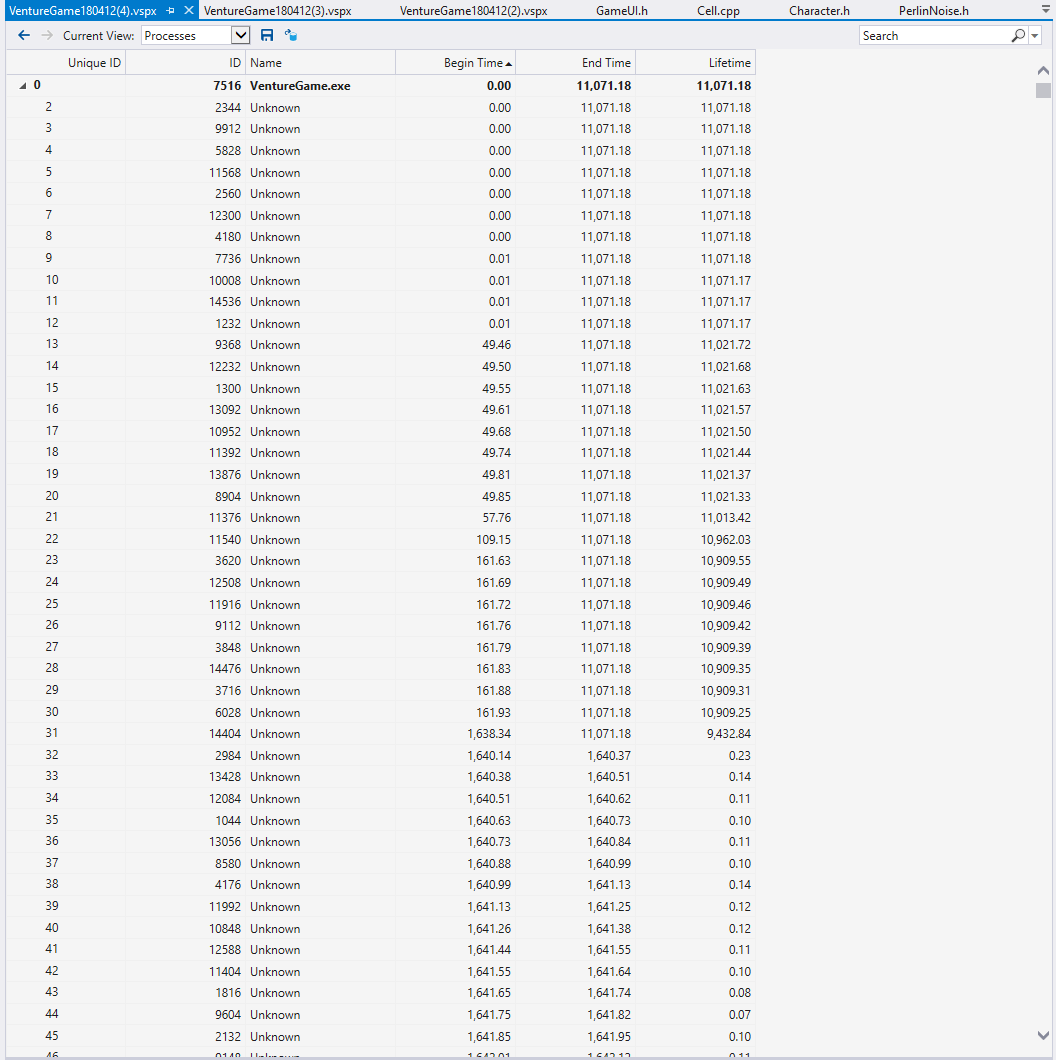 VentureGame180412(4).vspx VentureGame180412(3).vspx VentureGame180412(2).vspx GameUI.h Cell.cpp Character.h PerlinNoise.h
Current View: Processes Search
Unique ID ID Name Begin Time End Time Lifetime
0 7516 VentureGame.exe 0.00 11,071.18 11,071.18
2 2344 Unknown 0.00 11,071.18 11,071.18
3 9912 Unknown 0.00 11,071.18 11,071.18
4 5828 Unknown 0.00 11,071.18 11,071.18
5 11568 Unknown 0.00 11,071.18 11,071.18
6 2560 Unknown 0.00 11,071.18 11,071.18
7 12300 Unknown 0.00 11,071.18 11,071.18
8 4180 Unknown 0.00 11,071.18 11,071.18
9 7736 Unknown 0.01 11,071.18 11,071.18
10 10008 Unknown 0.01 11,071.18 11,071.17
11 14536 Unknown 0.01 11,071.18 11,071.17
12 1232 Unknown 0.01 11,071.18 11,071.17
13 9368 Unknown 49.46 11,071.18 11,021.72
14 12232 Unknown 49.50 11,071.18 11,021.68
15 1300 Unknown 49.55 11,071.18 11,021.63
16 13092 Unknown 49.61 11,071.18 11,021.57
17 10952 Unknown 49.68 11,071.18 11,021.50
18 11392 Unknown 49.74 11,071.18 11,021.44
19 13876 Unknown 49.81 11,071.18 11,021.37
20 8904 Unknown 49.85 11,071.18 11,021.33
21 11376 Unknown 57.76 11,071.18 11,013.42
22 11540 Unknown 109.15 11,071.18 10,962.03
23 3620 Unknown 161.63 11,071.18 10,909.55
24 12508 Unknown 161.69 11,071.18 10,909.49
25 11916 Unknown 161.72 11,071.18 10,909.46
26 9112 Unknown 161.76 11,071.18 10,909.42
27 3848 Unknown 161.79 11,071.18 10,909.39
28 14476 Unknown 161.83 11,071.18 10,909.35
29 3716 Unknown 161.88 11,071.18 10,909.31
30 6028 Unknown 161.93 11,071.18 10,909.25
31 14404 Unknown 1,638.34 11,071.18 9,432.84
32 2984 Unknown 1,640.14 1,640.37 0.23
33 13428 Unknown 1,640.38 1,640.51 0.14
34 12084 Unknown 1,640.51 1,640.62 0.11
35 1044 Unknown 1,640.63 1,640.73 0.10
36 13056 Unknown 1,640.73 1,640.84 0.11
37 8580 Unknown 1,640.88 1,640.99 0.10
38 4176 Unknown 1,640.99 1,641.13 0.14
39 11992 Unknown 1,641.13 1,641.25 0.12
40 10848 Unknown 1,641.26 1,641.38 0.12
41 12588 Unknown 1,641.44 1,641.55 0.11
42 11404 Unknown 1,641.55 1,641.64 0.10
43 1816 Unknown 1,641.65 1,641.74 0.08
44 9604 Unknown 1,641.75 1,641.82 0.07
45 2132 Unknown 1,641.85 1,641.95 0.10